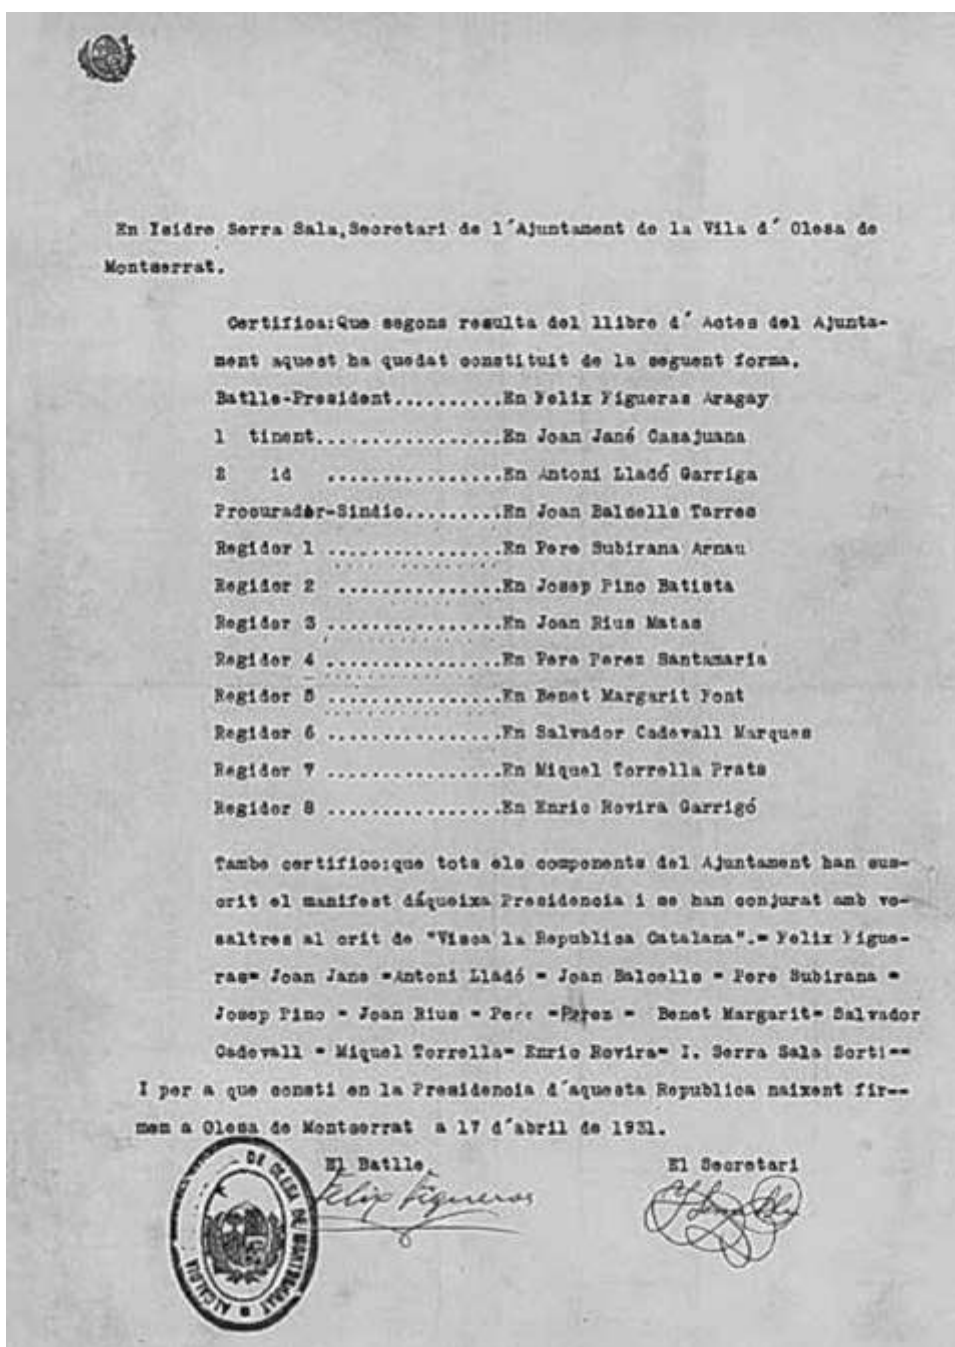 En Isidre Serra Sala,Secretari de l´Ajuntament de la Vila d´ Olesa de
Montserrat.
Certifica:Que segons resulta del llibre d´ Actes del Ajunta-
ment aquest ha quedat constituit de la seguent forma.
Batlle-President..........En Felix Figueras Aragay
1 tinent.................En Joan Jané Casajuana
2 id ................En Antoni Lladó Garriga
Procurador-Sindic.........En Joan Balcells Tarres
Regidor 1 ................En Pere Subirana Arnau
Regidor 2 ...............En Josep Pino Batista
Regidor 3 ................En Joan Rius Matas
Regidor 4 ................En Pere Perez Santamaria
Regidor 5 ................En Benet Margarit Font
Regidor 6 ................En Salvador Cadevall Marques
Regidor 7 ................En Miquel Torrella Prats
Regidor 8 ................En Enric Rovira Garrigó
Tambe certifico:que tots els components del Ajuntament han sus-
crit el manifest dáqueixa Presidencia i se han conjurat amb vo-
saltres al crit de "Visca la Republica Catalana".= Felix Figue-
ras= Joan Jane =Antoni Lladó = Joan Balcells = Pere Subirana =
Josep Pino = Joan Rius = Pere =Perez = Benet Margarit= Salvador
Cadevall = Miquel Torrella= Enric Rovira= I. Serra Sala Sorti--
I per a que consti en la Presidencia d´aquesta Republica naixent fir--
mem a Olesa de Montserrat a 17 d´abril de 1931.
El Batlle,
El Secretari
Felix Figueras
DE OLESA DE MONTSERRAT
ALCALDIA